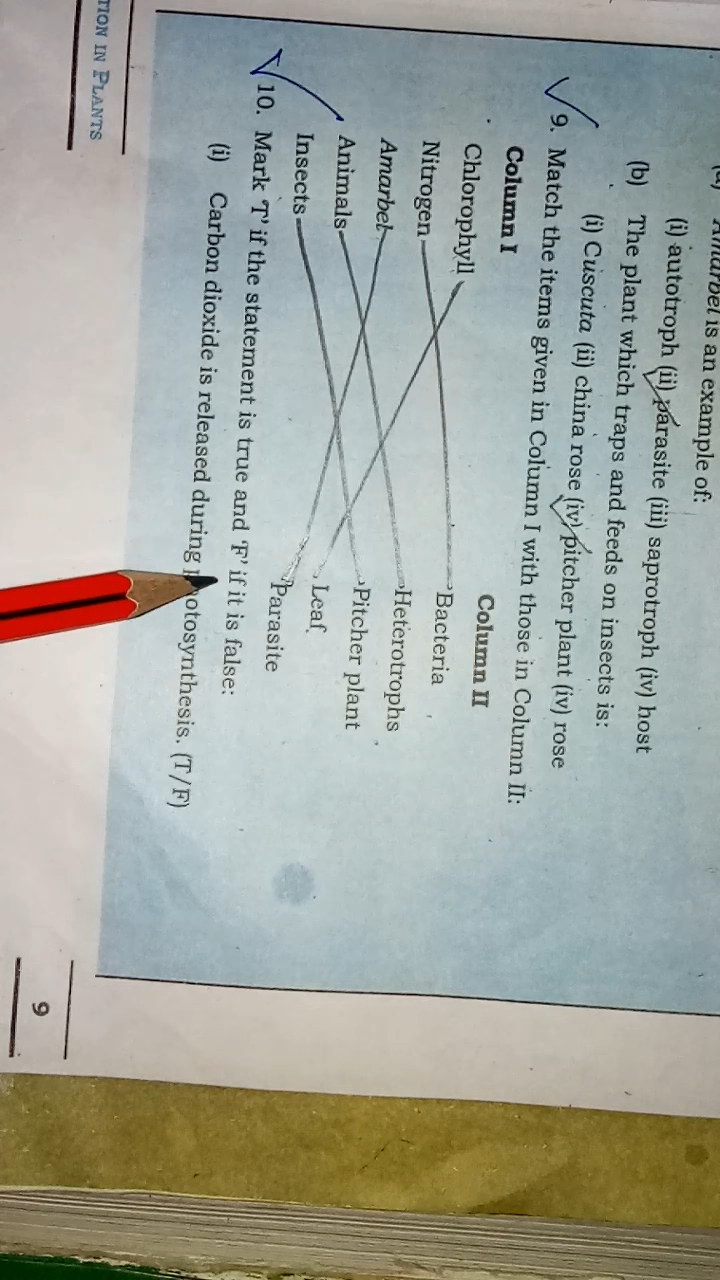 Amarbel is an example of:
(i) autotroph (ii) parasite (iii) saprotroph (iv) host
(b) The plant which traps and feeds on insects is:
(i) Cuscuta (ii) china rose (iv) pitcher plant (iv) rose
9. Match the items given in Column I with those in Column II:
Column I Column II
Chlorophyll Bacteria
Nitrogen Heterotrophs
Amarbel Pitcher plant
Animals Leaf
Insects Parasite
10. Mark 'T' if the statement is true and 'F' if it is false:
(i) Carbon dioxide is released during photosynthesis. (T/F)
IN PLANTS
9